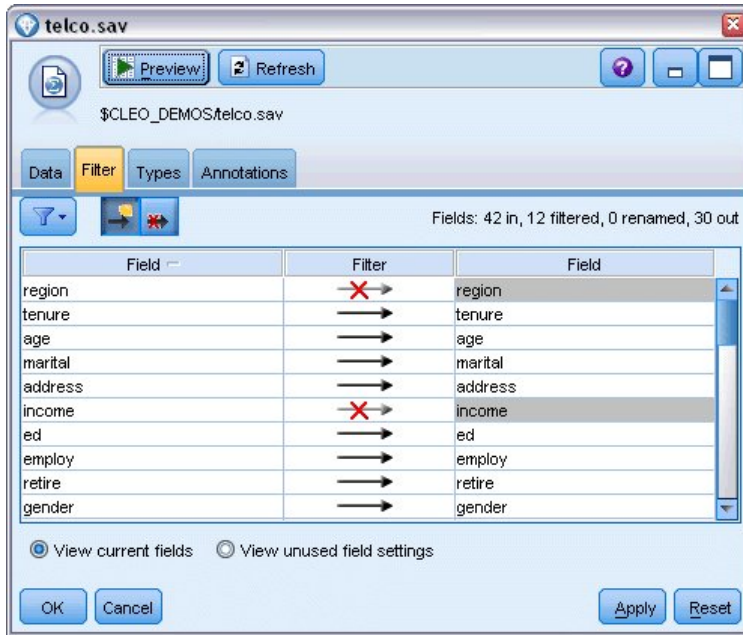 telco.sav
Preview Refresh ?
$CLEO_DEMOS/telco.sav
Data Filter Types Annotations
Fields: 42 in, 12 filtered, 0 renamed, 30 out
Field Filter Field
region region
tenure tenure
age age
marital marital
address address
income income
ed ed
employ employ
retire retire
gender gender
View current fields View unused field settings
OK Cancel Apply Reset